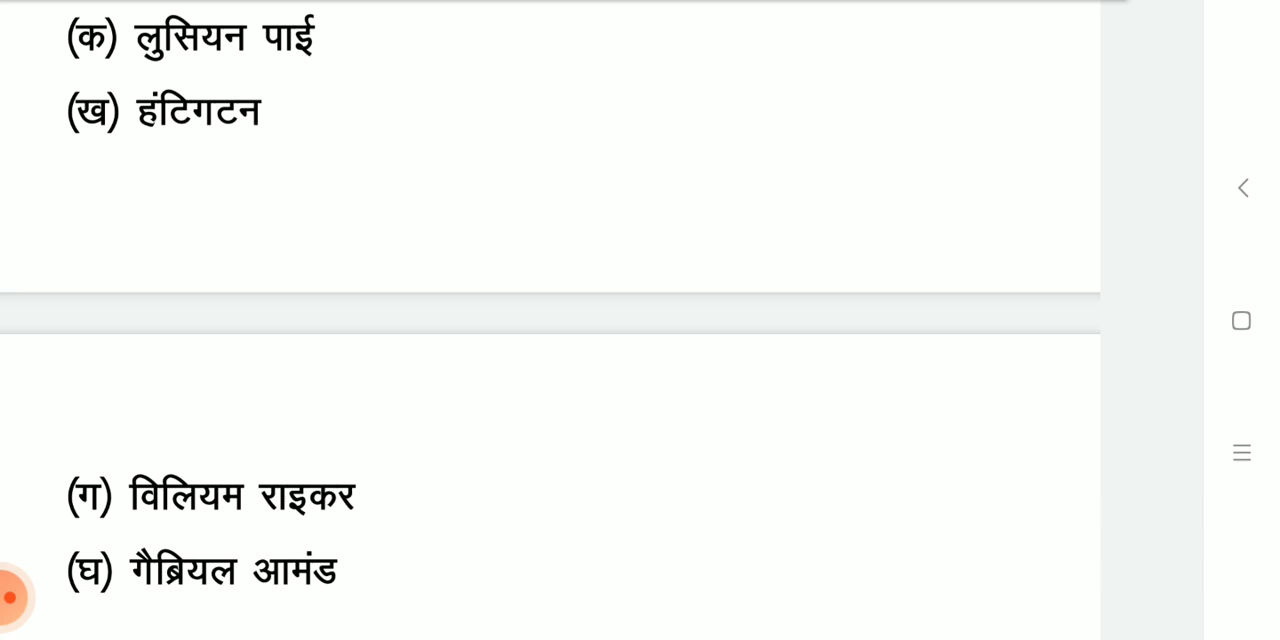 (क) लुसियन पाई
(ख) हंटिगटन
(ग) विलियम राइकर
(घ) गैब्रियल आमंड